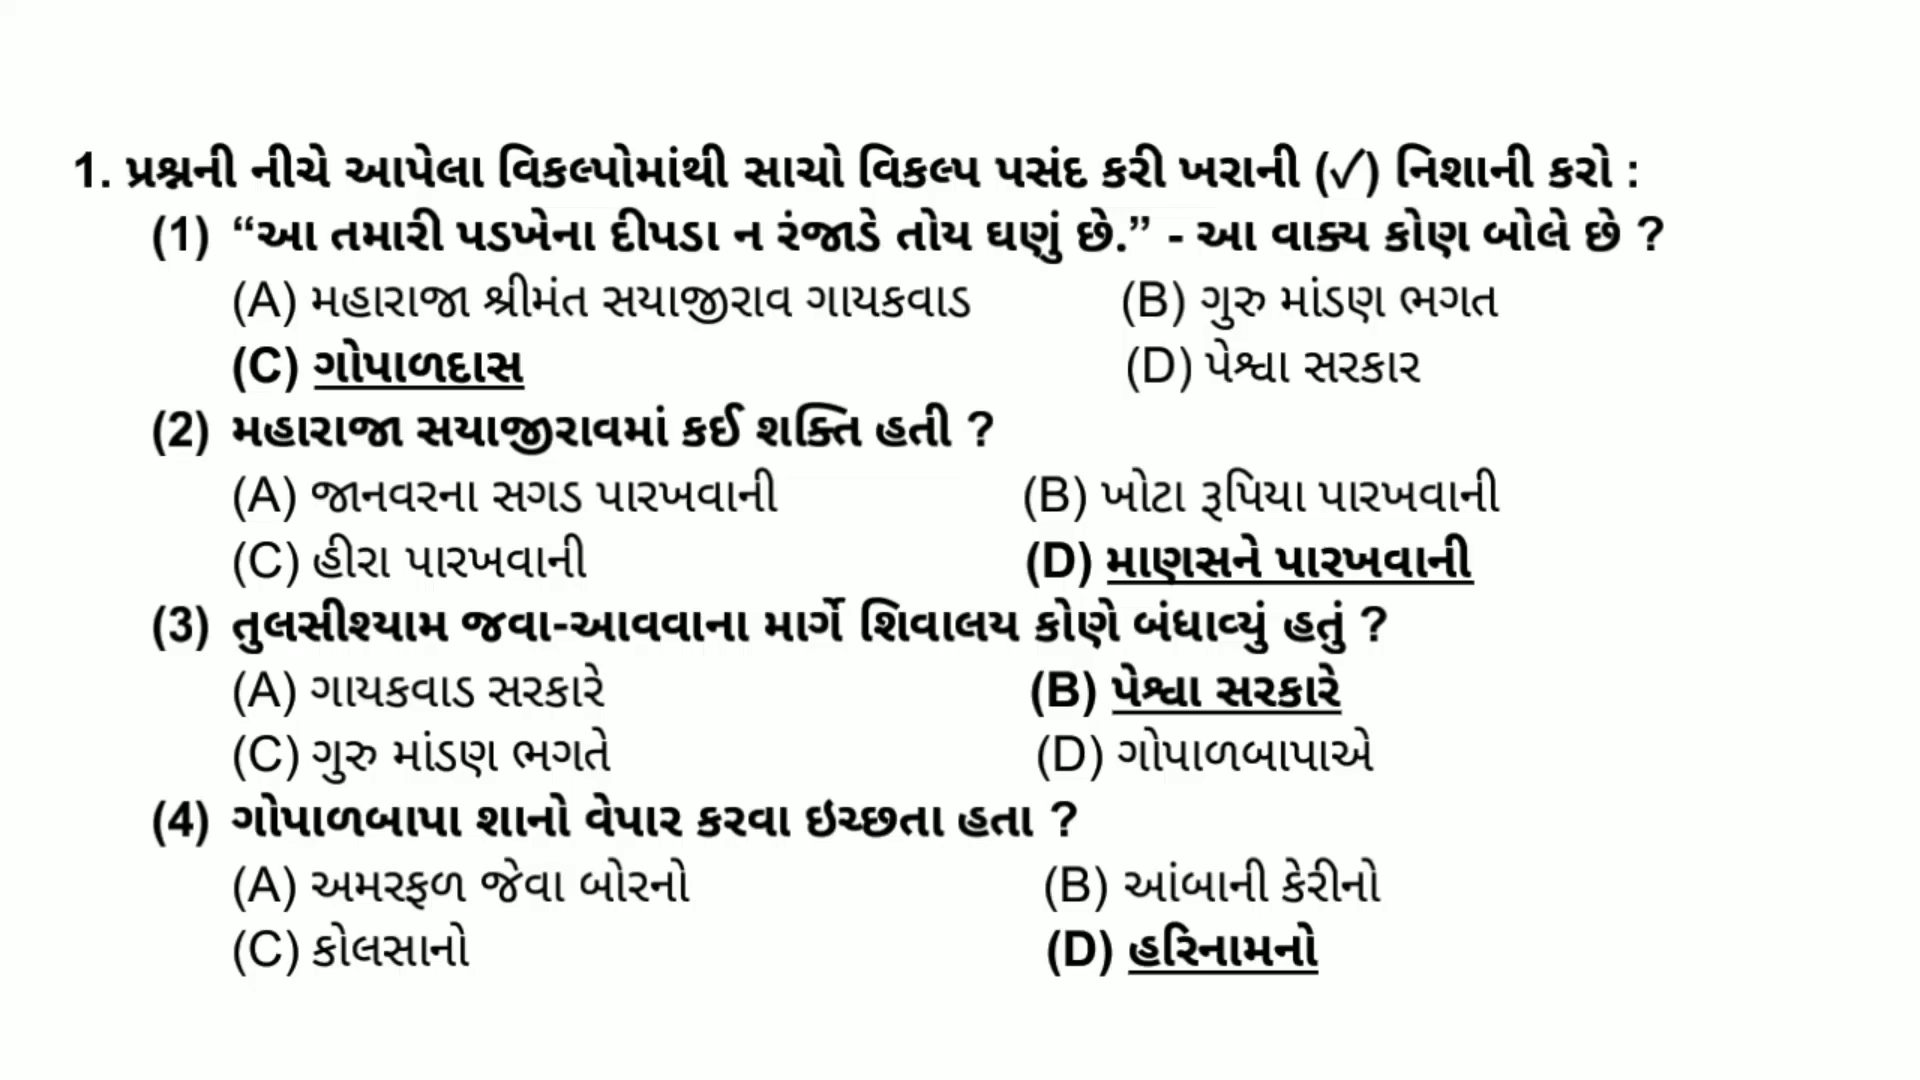 1. પ્રશ્નની નીચે આપેલા વિકલ્પોમાંથી સાચો વિકલ્પ પસંદ કરી ખરાની (✓) નિશાની કરો :
(1) “આ તમારી પડખેના દીપડા ન રંજાડે તોય ઘણું છે.” - આ વાક્ય કોણ બોલે છે ?
(A) મહારાજા શ્રીમંત સયાજીરાવ ગાયકવાડ (B) ગુરુ માંડણ ભગત
(C) ગોપાળદાસ (D) પેશ્વા સરકાર
(2) મહારાજા સયાજીરાવમાં કઈ શક્તિ હતી ?
(A) જાનવરના સગડ પારખવાની (B) ખોટા રૂપિયા પારખવાની
(C) હીરા પારખવાની (D) માણસને પારખવાની
(3) તુલસીશ્યામ જવા-આવવાના માર્ગે શિવાલય કોણે બંધાવ્યું હતું ?
(A) ગાયકવાડ સરકારે (B) પેશ્વા સરકારે
(C) ગુરુ માંડણ ભગતે (D) ગોપાળબાપાએ
(4) ગોપાળબાપા શાનો વેપાર કરવા ઇચ્છતા હતા ?
(A) અમરફળ જેવા બોરનો (B) આંબાની કેરીનો
(C) કોલસાનો (D) હરિનામનો